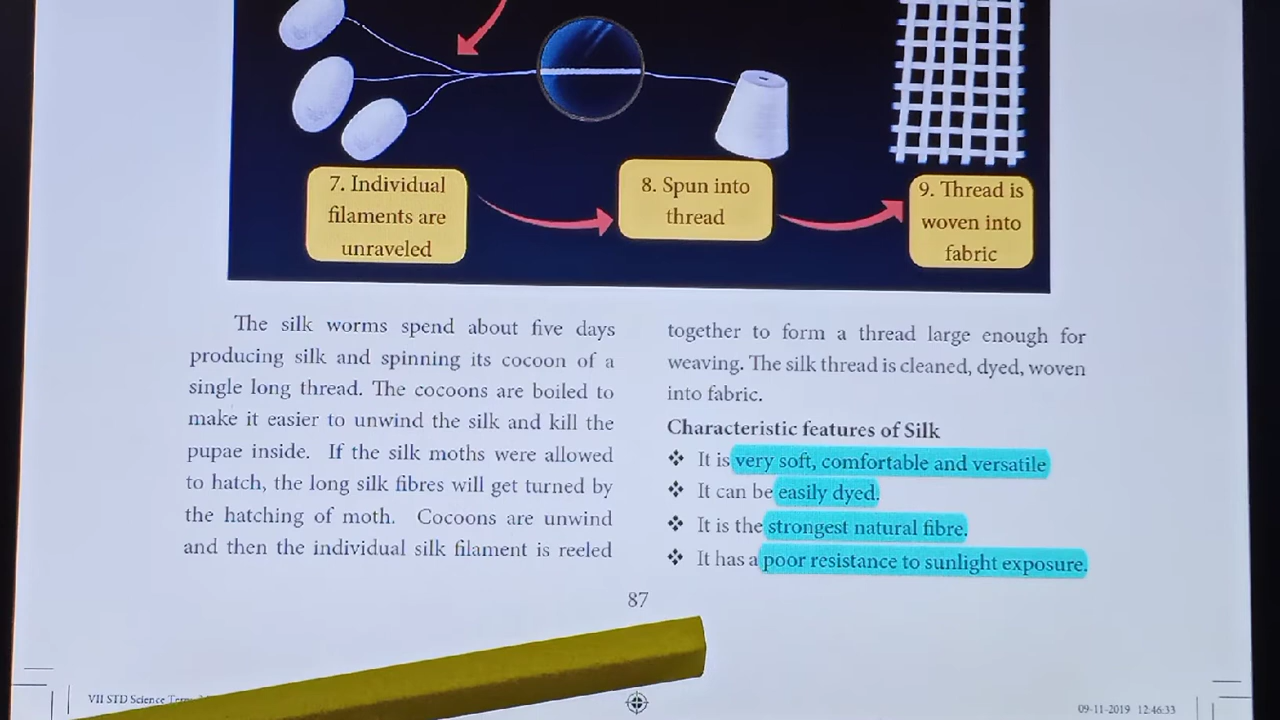 7. Individual
filaments are
unraveled
8. Spun into
thread
9. Thread is
woven into
fabric
The silk worms spend about five days
producing silk and spinning its cocoon of a
single long thread. The cocoons are boiled to
make it easier to unwind the silk and kill the
pupae inside. If the silk moths were allowed
to hatch, the long silk fibres will get turned by
the hatching of moth. Cocoons are unwind
and then the individual silk filament is reeled
together to form a thread large enough for
weaving. The silk thread is cleaned, dyed, woven
into fabric.
Characteristic features of Silk
❖ It is very soft, comfortable and versatile
❖ It can be easily dyed.
❖ It is the strongest natural fibre.
❖ It has a poor resistance to sunlight exposure.
87
VII STD Science
09-11-2019 12:46:33